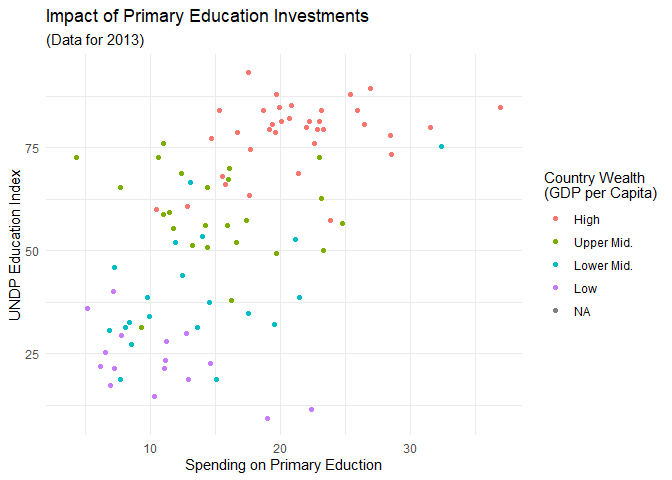 Impact of Primary Education Investments
(Data for 2013)
UNDP Education Index
75
50
25
10
20
30
Spending on Primary Eduction
Country Wealth
(GDP per Capita)
High
Upper Mid.
Lower Mid.
Low
NA